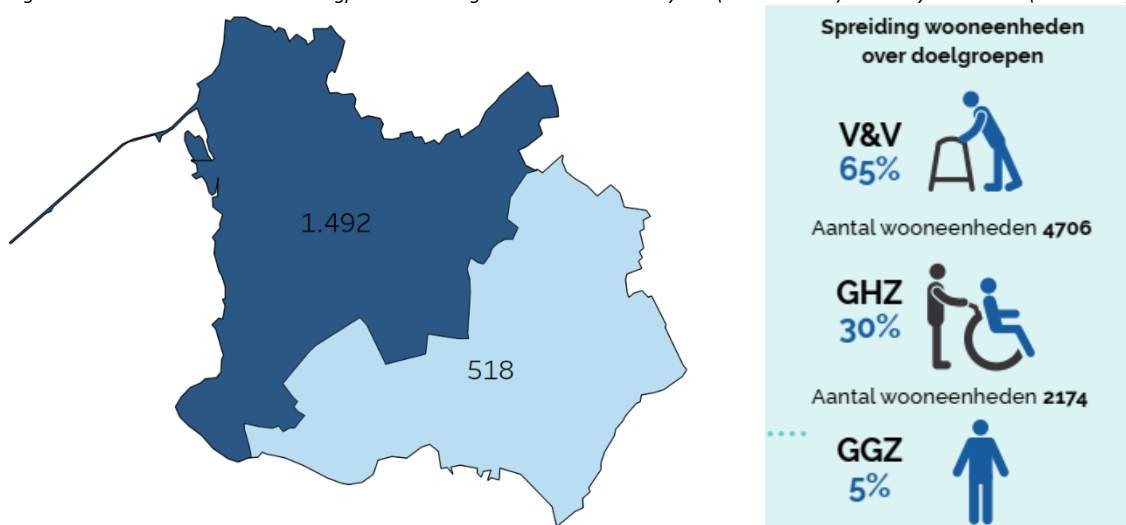 1.492
518
Spreiding wooneenheden
over doelgroepen
V&V
65%
Aantal wooneenheden 4706
GHZ
30%
Aantal wooneenheden 2174
GGZ
5%